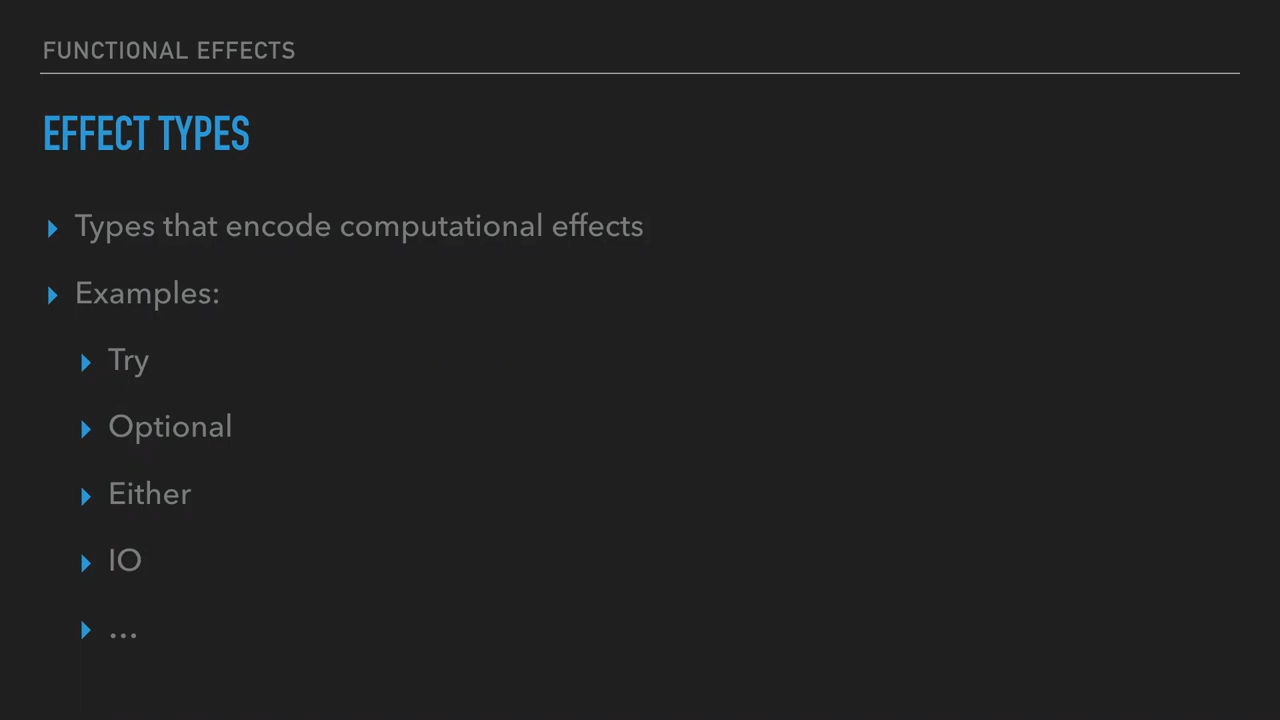 FUNCTIONAL EFFECTS
EFFECT TYPES
Types that encode computational effects
Examples:
Try
Optional
Either
IO
...